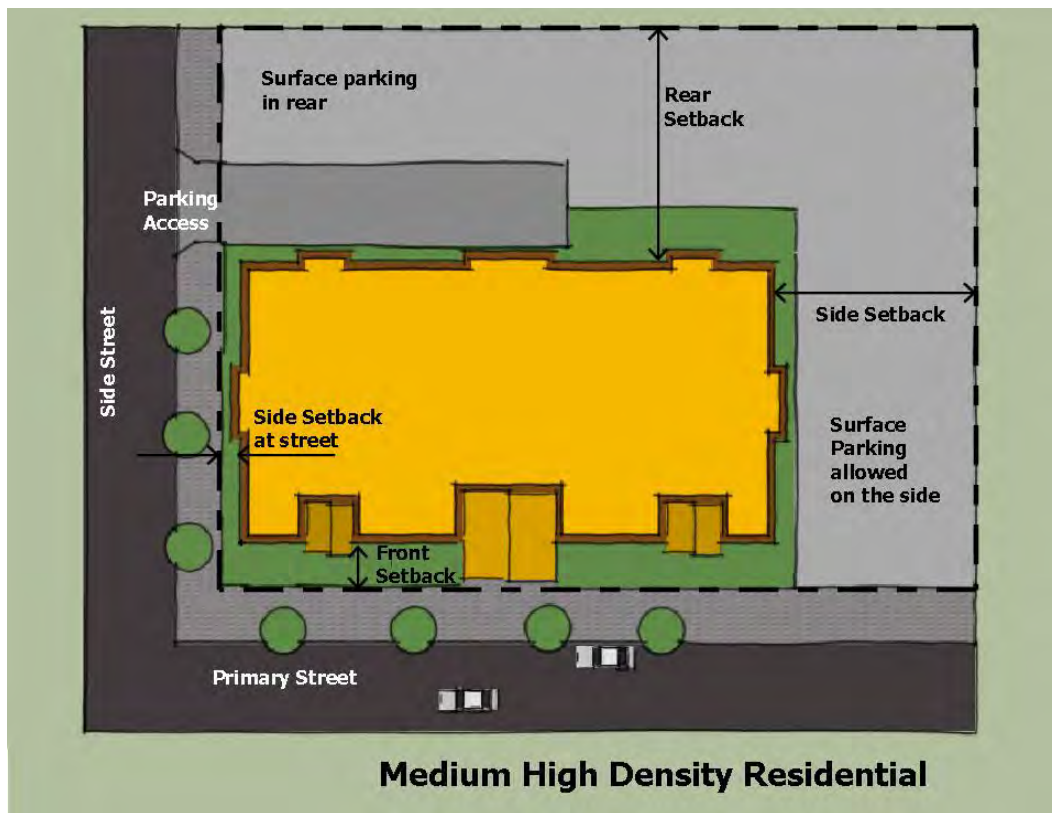 Surface parking
in rear
Rear
Setback
Parking
Access
Side Setback
Side Street
Side Setback
at street
Surface
Parking
allowed
on the side
Front
Setback
Primary Street
Medium High Density Residential